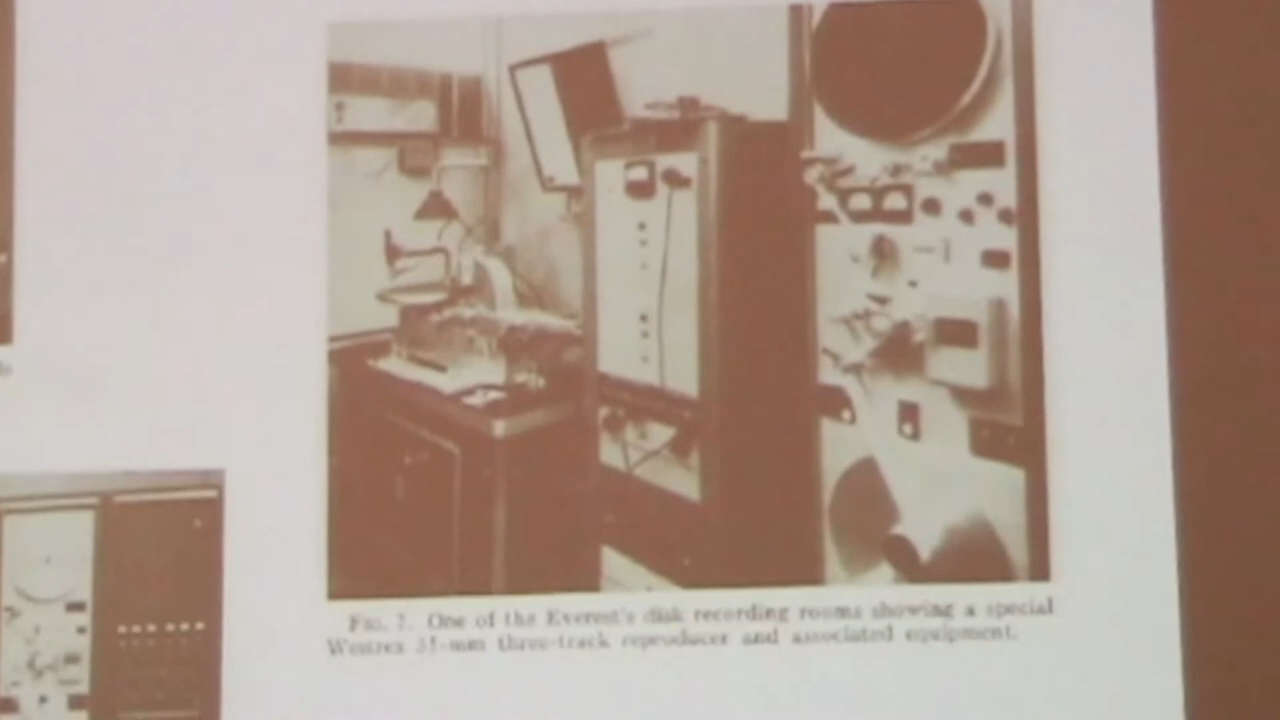 FIG. 7. One of the Everest's disk recording rooms showing a special
Westrex 35-mm three-track reproducer and associated equipment.